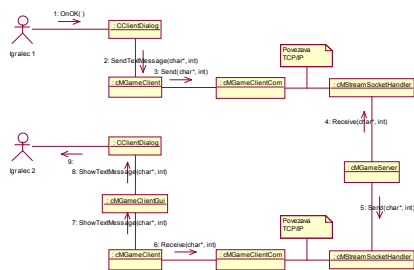 1: OnOK( )
: CClientDialog
Igralec 1
2: SendTextMessage(char*, int)
3: Send(char*, int)
Povezava
TCP/IP
: cMGameClient
: cMGameClientCom
: cMStreamSocketHandler
4: Receive(char*, int)
: CClientDialog
Igralec 2
9:
8: ShowTextMessage(char*, int)
: cMGameServer
: cMGameClientGui
5: Send(char*, int)
7: ShowTextMessage(char*, int)
Povezava
TCP/IP
6: Receive(char*, int)
: cMGameClient
: cMGameClientCom
: cMStreamSocketHandler